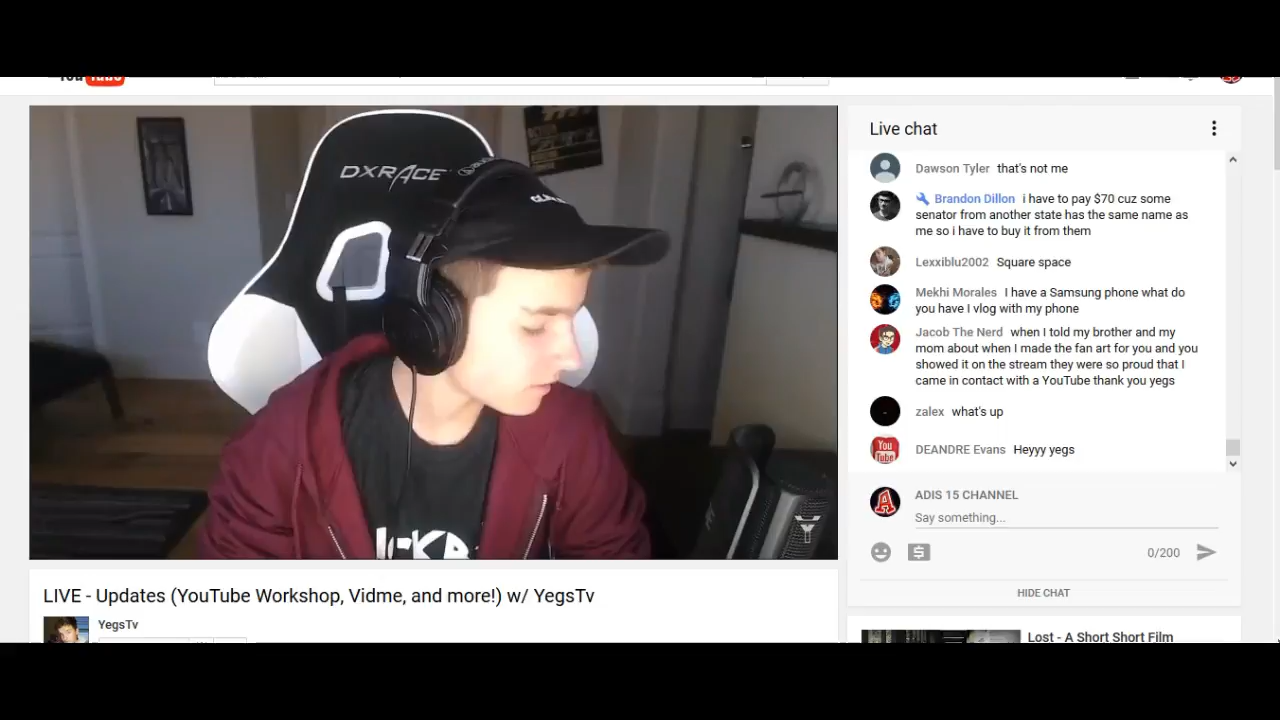 YouTube
DXRACE
Live chat
Dawson Tyler that's not me
Brandon Dillon i have to pay $70 cuz some
senator from another state has the same name as
me so i have to buy it from them
Lexxiblu2002 Square space
Mekhi Morales I have a Samsung phone what do
you have I vlog with my phone
Jacob The Nerd when I told my brother and my
mom about when I made the fan art for you and you
showed it on the stream they were so proud that I
came in contact with a YouTube thank you yegs
zalex what's up
You
Tube
DEANDRE Evans Heyyy yegs
A
ADIS 15 CHANNEL
Say something...
0/200
HIDE CHAT
LIVE - Updates (YouTube Workshop, Vidme, and more!) w/ YegsTv
YegsTv
Lost - A Short Short Film